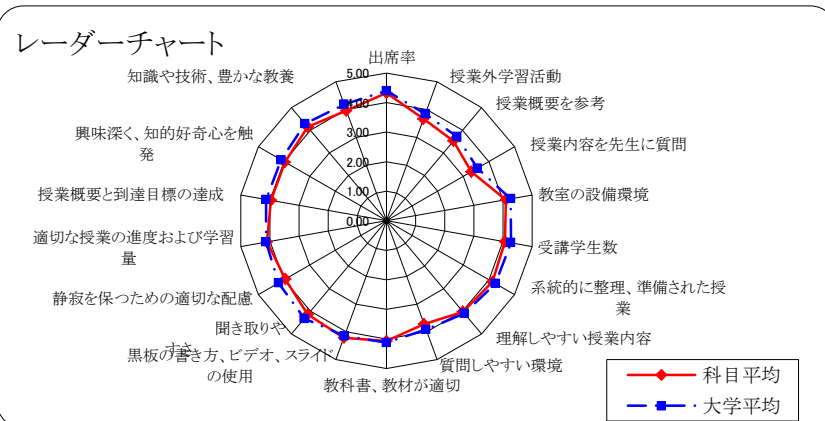 レーダーチャート
出席率
授業外学習活動
授業概要を参考
授業内容を先生に質問
教室の設備環境
受講学生数
系統的に整理、準備された授
業
理解しやすい授業内容
質問しやすい環境
教科書、教材が適切
黒板の書き方、ビデオ、スライド
の使用
聞き取りや
すさ
静寂を保つための適切な配慮
適切な授業の進度および学習
量
授業概要と到達目標の達成
興味深く、知的好奇心を触
発
知識や技術、豊かな教養
5.00
4.00
3.00
2.00
1.00
0.00
科目平均
大学平均